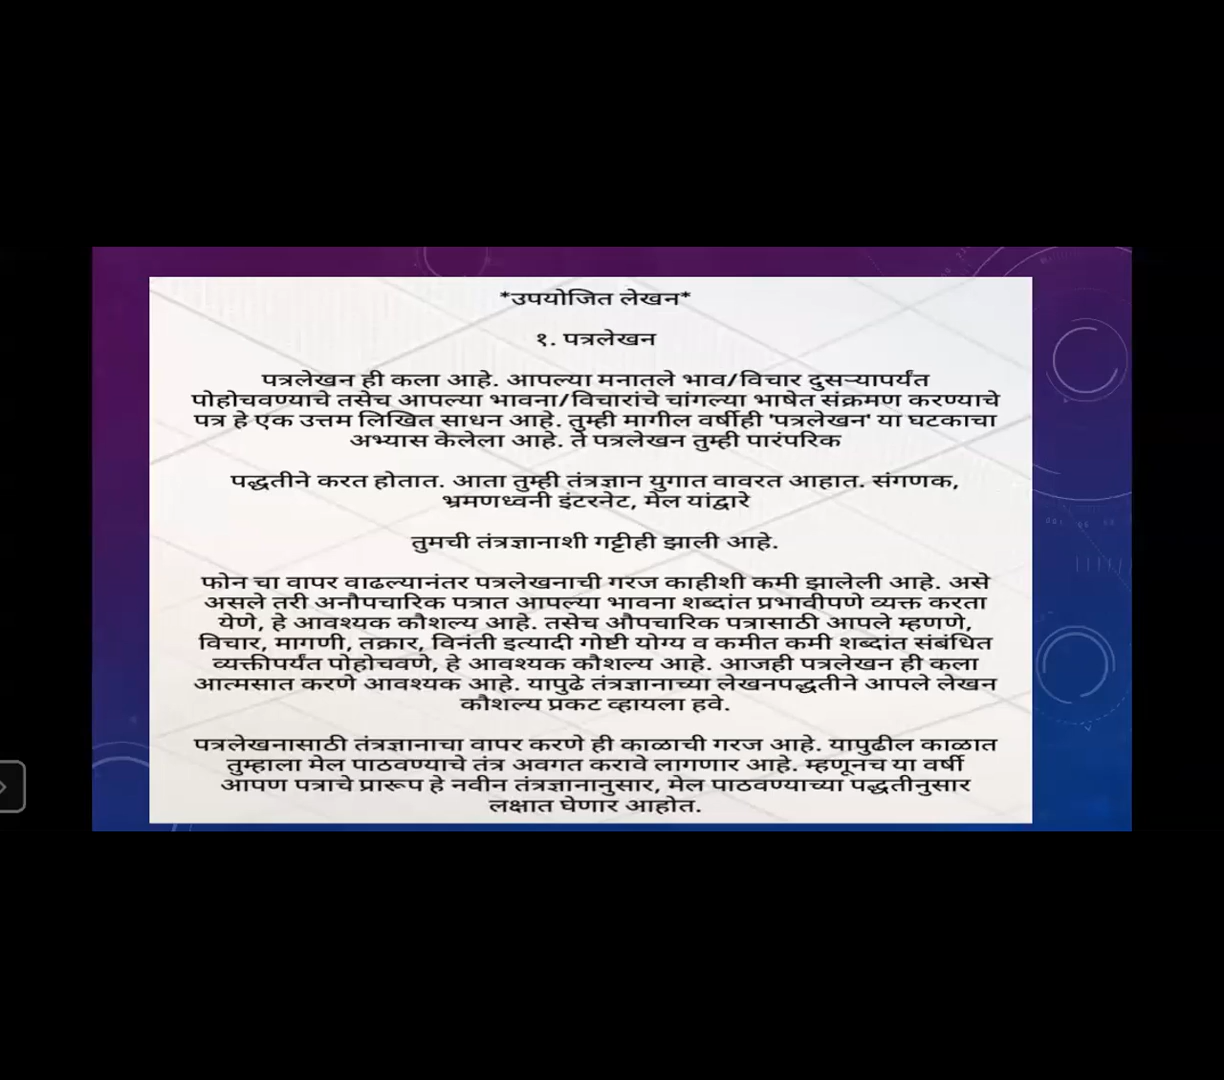 *उपयोजित लेखन*
१. पत्रलेखन
पत्रलेखन ही कला आहे. आपल्या मनातले भाव/विचार दुसऱ्यापर्यंत
पोहोचवण्याचे तसेच आपल्या भावना/विचारांचे चांगल्या भाषेत संक्रमण करण्याचे
पत्र हे एक उत्तम लिखित साधन आहे. तुम्ही मागील वर्षीही 'पत्रलेखन' या घटकाचा
अभ्यास केलेला आहे. ते पत्रलेखन तुम्ही पारंपरिक
पद्धतीने करत होतात. आता तुम्ही तंत्रज्ञान युगात वावरत आहात. संगणक,
भ्रमणध्वनी इंटरनेट, मेल यांद्वारे
तुमची तंत्रज्ञानाशी गट्टीही झाली आहे.
फोन चा वापर वाढल्यानंतर पत्रलेखनाची गरज काहीशी कमी झालेली आहे. असे
असले तरी अनौपचारिक पत्रात आपल्या भावना शब्दांत प्रभावीपणे व्यक्त करता
येणे, हे आवश्यक कौशल्य आहे. तसेच औपचारिक पत्रासाठी आपले म्हणणे,
विचार, मागणी, तक्रार, विनंती इत्यादी गोष्टी योग्य व कमीत कमी शब्दांत संबंधित
व्यक्तीपर्यंत पोहोचवणे, हे आवश्यक कौशल्य आहे. आजही पत्रलेखन ही कला
आत्मसात करणे आवश्यक आहे. यापुढे तंत्रज्ञानाच्या लेखनपद्धतीने आपले लेखन
कौशल्य प्रकट व्हायला हवे.
पत्रलेखनासाठी तंत्रज्ञानाचा वापर करणे ही काळाची गरज आहे. यापुढील काळात
तुम्हाला मेल पाठवण्याचे तंत्र अवगत करावे लागणार आहे. म्हणूनच या वर्षी
आपण पत्राचे प्रारूप हे नवीन तंत्रज्ञानानुसार, मेल पाठवण्याच्या पद्धतीनुसार
लक्षात घेणार आहोत.